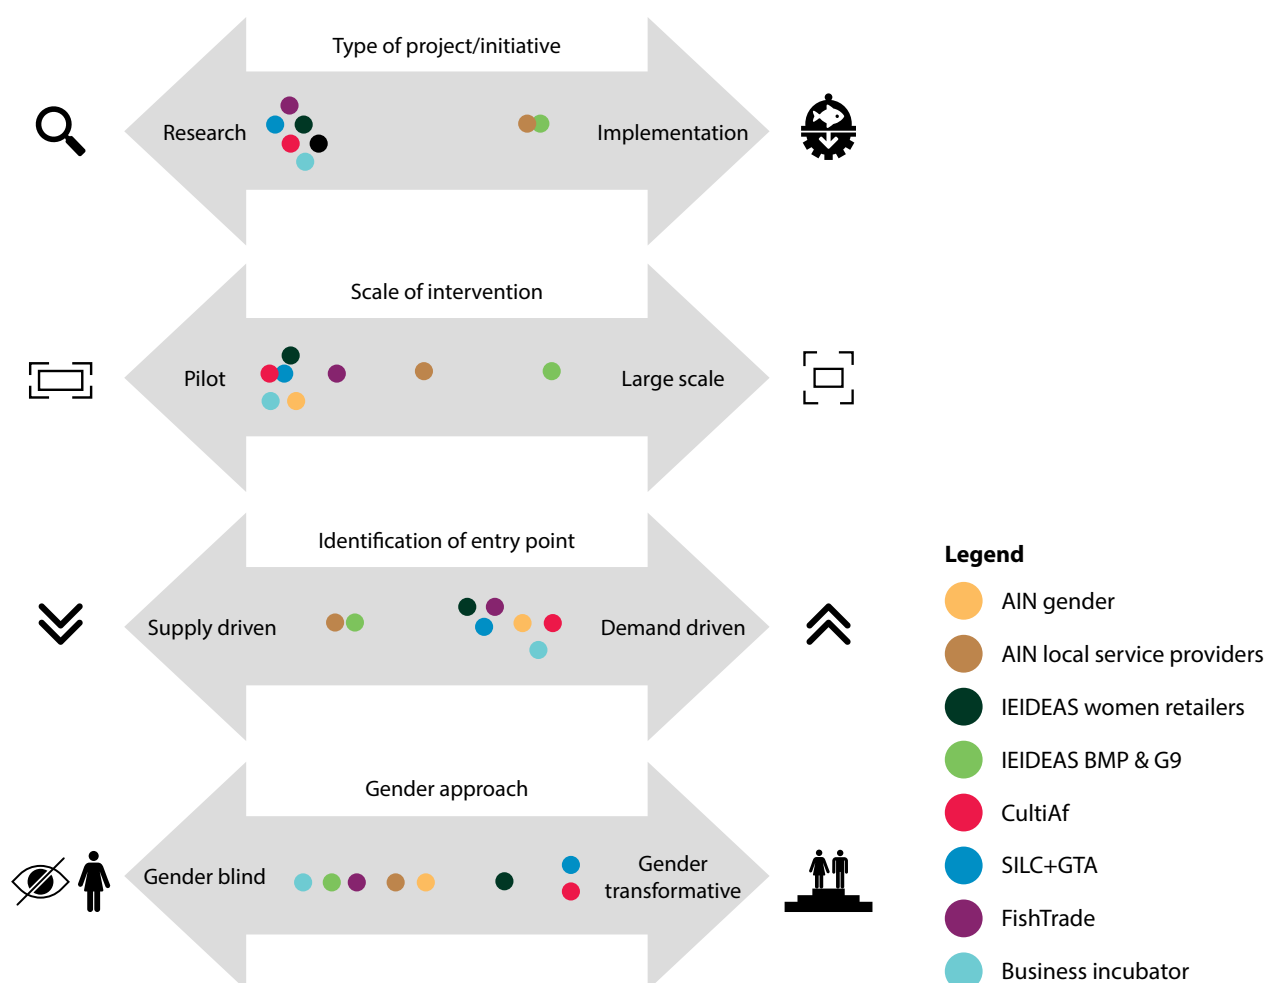 Type of project/initiative
Research
Implementation
Scale of intervention
Pilot
Large scale
Identification of entry point
Supply driven
Demand driven
Gender approach
Gender blind
Gender
transformative
Legend
AIN gender
AIN local service providers
IEIDEAS women retailers
IEIDEAS BMP & G9
CultiAf
SILC+GTA
FishTrade
Business incubator